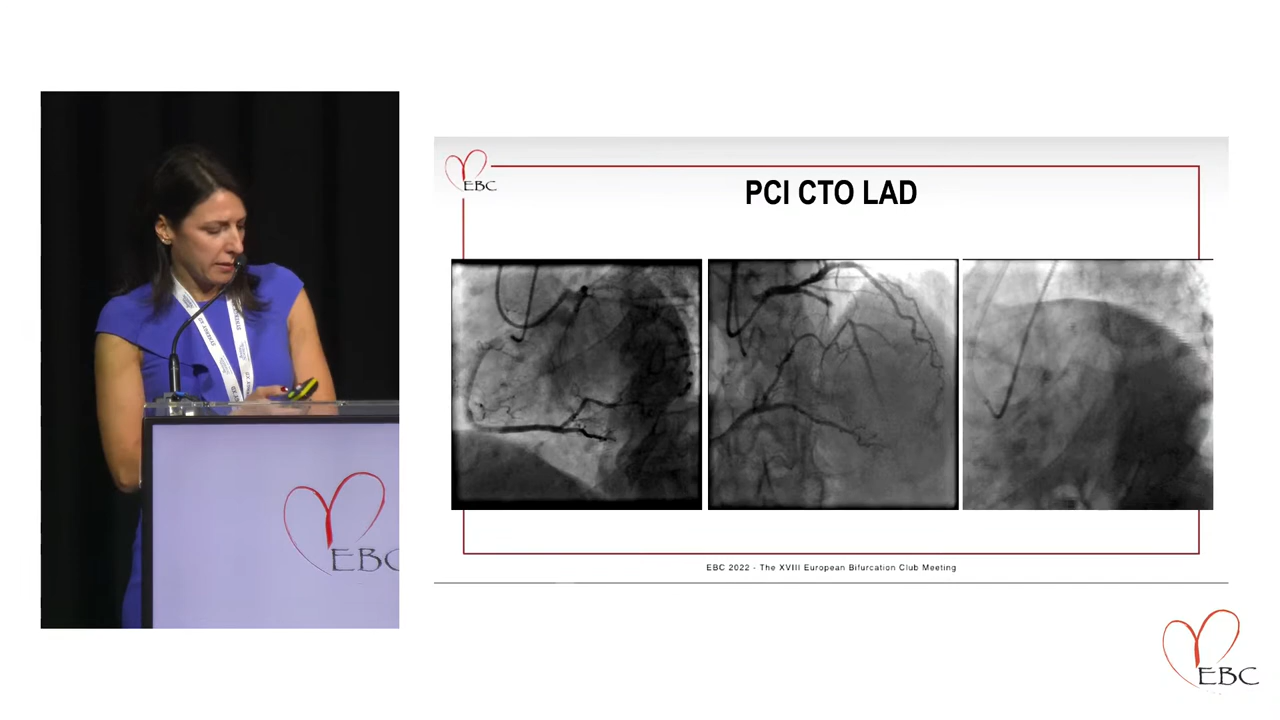 EBC
PCI CTO LAD
EBC
EBC 2022 - The XVIII European Bifurcation Club Meeting
EBC